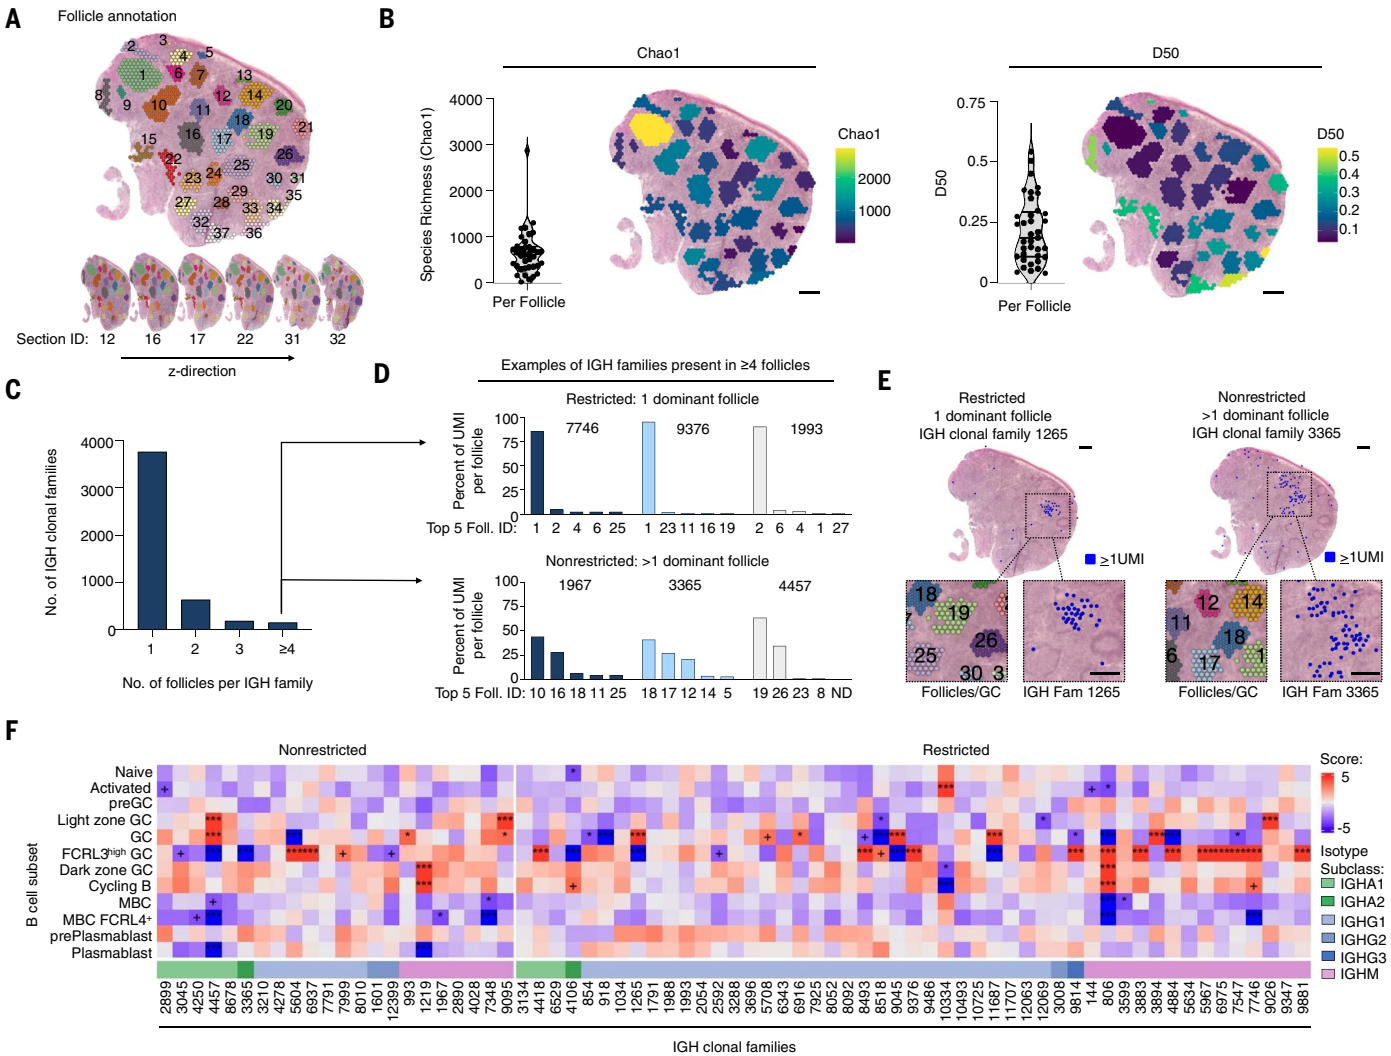 A
Follicle annotation
3
2
4
5
1
6
7
13
8
9
10
12
14
11
20
18
21
15
16
17
19
22
26
25
23
24
30
31
29
35
27
28
33
34
32
37
36
Section ID: 12 16 17 22 31 32
z-direction
B
Chao1
Species Richness (Chao1)
4000
3000
2000
1000
0
Per Follicle
Chao1
2000
1000
D50
D50
0.75
0.5
0.25
0
Per Follicle
D50
0.5
0.4
0.3
0.2
0.1
C
No. of IGH clonal families
4000
3000
2000
1000
0
1 2 3 ≥4
No. of follicles per IGH family
D
Examples of IGH families present in ≥4 follicles
Restricted: 1 dominant follicle
Percent of UMI
per follicle
100
75
50
25
0
7746 9376 1993
Top 5 Foll. ID: 1 2 4 6 25 1 23 11 16 19 2 6 4 1 27
Nonrestricted: >1 dominant follicle
Percent of UMI
per follicle
100
75
50
25
0
1967 3365 4457
Top 5 Foll. ID: 10 16 18 11 25 18 17 12 14 5 19 26 23 8 ND
E
Restricted
1 dominant follicle
IGH clonal family 1265
≥1UMI
18
19
26
25
30 3
Follicles/GC
IGH Fam 1265
Nonrestricted
>1 dominant follicle
IGH clonal family 3365
≥1UMI
12 14
11
18
6 17 1
Follicles/GC
IGH Fam 3365
F
Nonrestricted Restricted
B cell subset
Naive
Activated
preGC
Light zone GC
GC
FCRL3high GC
Dark zone GC
Cycling B
MBC
MBC FCRL4+
prePlasmablast
Plasmablast
2899 3045 4250 4457 8678 3365 3210 4278 5604 6937 7791 7999 8010 1601 12399 993 1219 1967 2890 4028 7348 9095
3134 4418 6529 4106 854 918 1034 1265 1791 1988 1993 2054 2592 3288 3696 5708 6343 6916 7925 8052 8092 8493 8518 9045 9376 9486 10334 10493 10725 11687 11707 12063 12069 3008 9814 144 806 3599 3883 3894 4884 5634 5967 6975 7547 7746 9026 9347 9881
IGH clonal families
Score:
5
-5
Isotype
Subclass:
IGHA1
IGHA2
IGHG1
IGHG2
IGHG3
IGHM